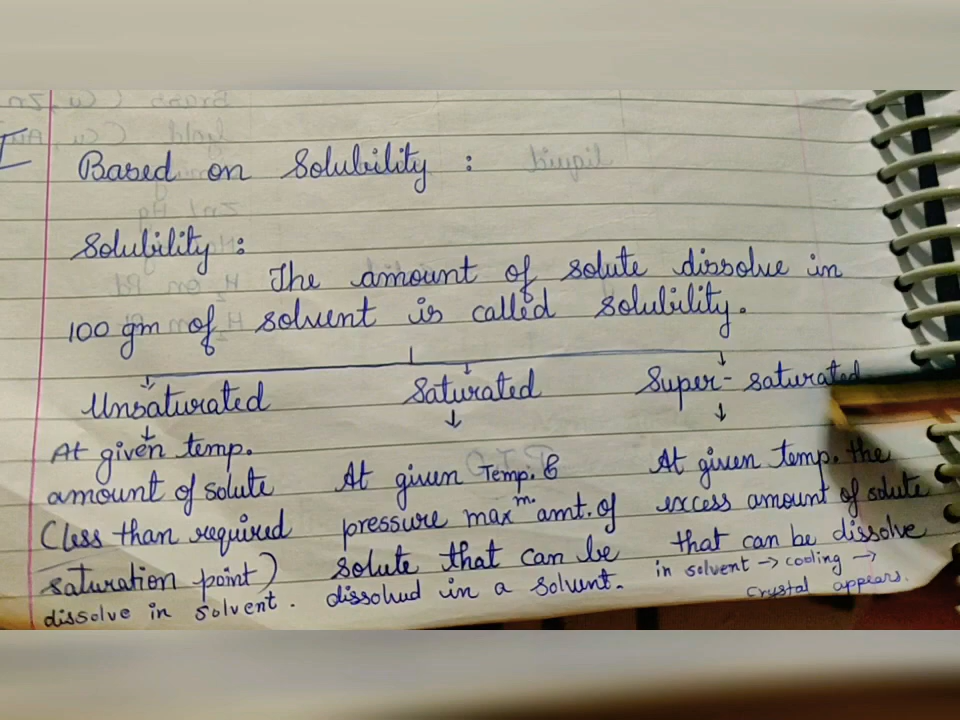 I
Based on Solubility :
Solubility :
The amount of solute dissolve in
100 gm of solvent is called solubility.
Unsaturated
Saturated
Super-saturated
At given temp.
amount of solute
(less than required
saturation point)
dissolve in solvent.
At given Temp. &
pressure maxm. amt. of
solute that can be
dissolved in a solvent.
At given temp. the
excess amount of solute
that can be dissolve
in solvent → cooling →
crystal appears.